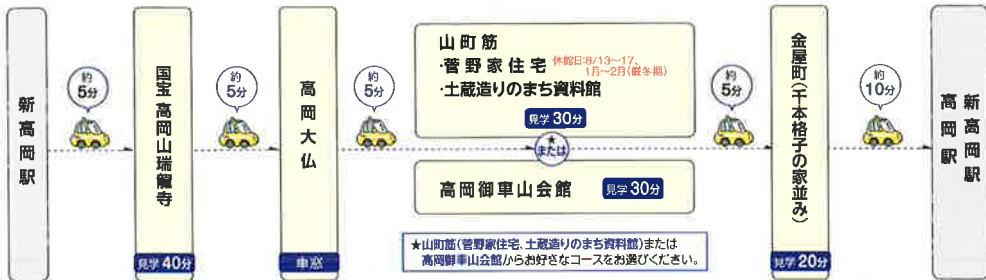 新高岡駅
約
5分
国宝 高岡山瑞龍寺
見学 40分
約
5分
高岡大仏
車窓
約
5分
山町筋
・菅野家住宅 休館日:8/13〜17、
1月〜2月(厳冬期)
・土蔵造りのまち資料館
見学 30分
★
または
高岡御車山会館 見学 30分
★山町筋(菅野家住宅、土蔵造りのまち資料館)または
高岡御車山会館からお好きなコースをお選びください。
約
5分
金屋町(千本格子の家並み)
見学 20分
約
10分
新高岡駅
高岡駅